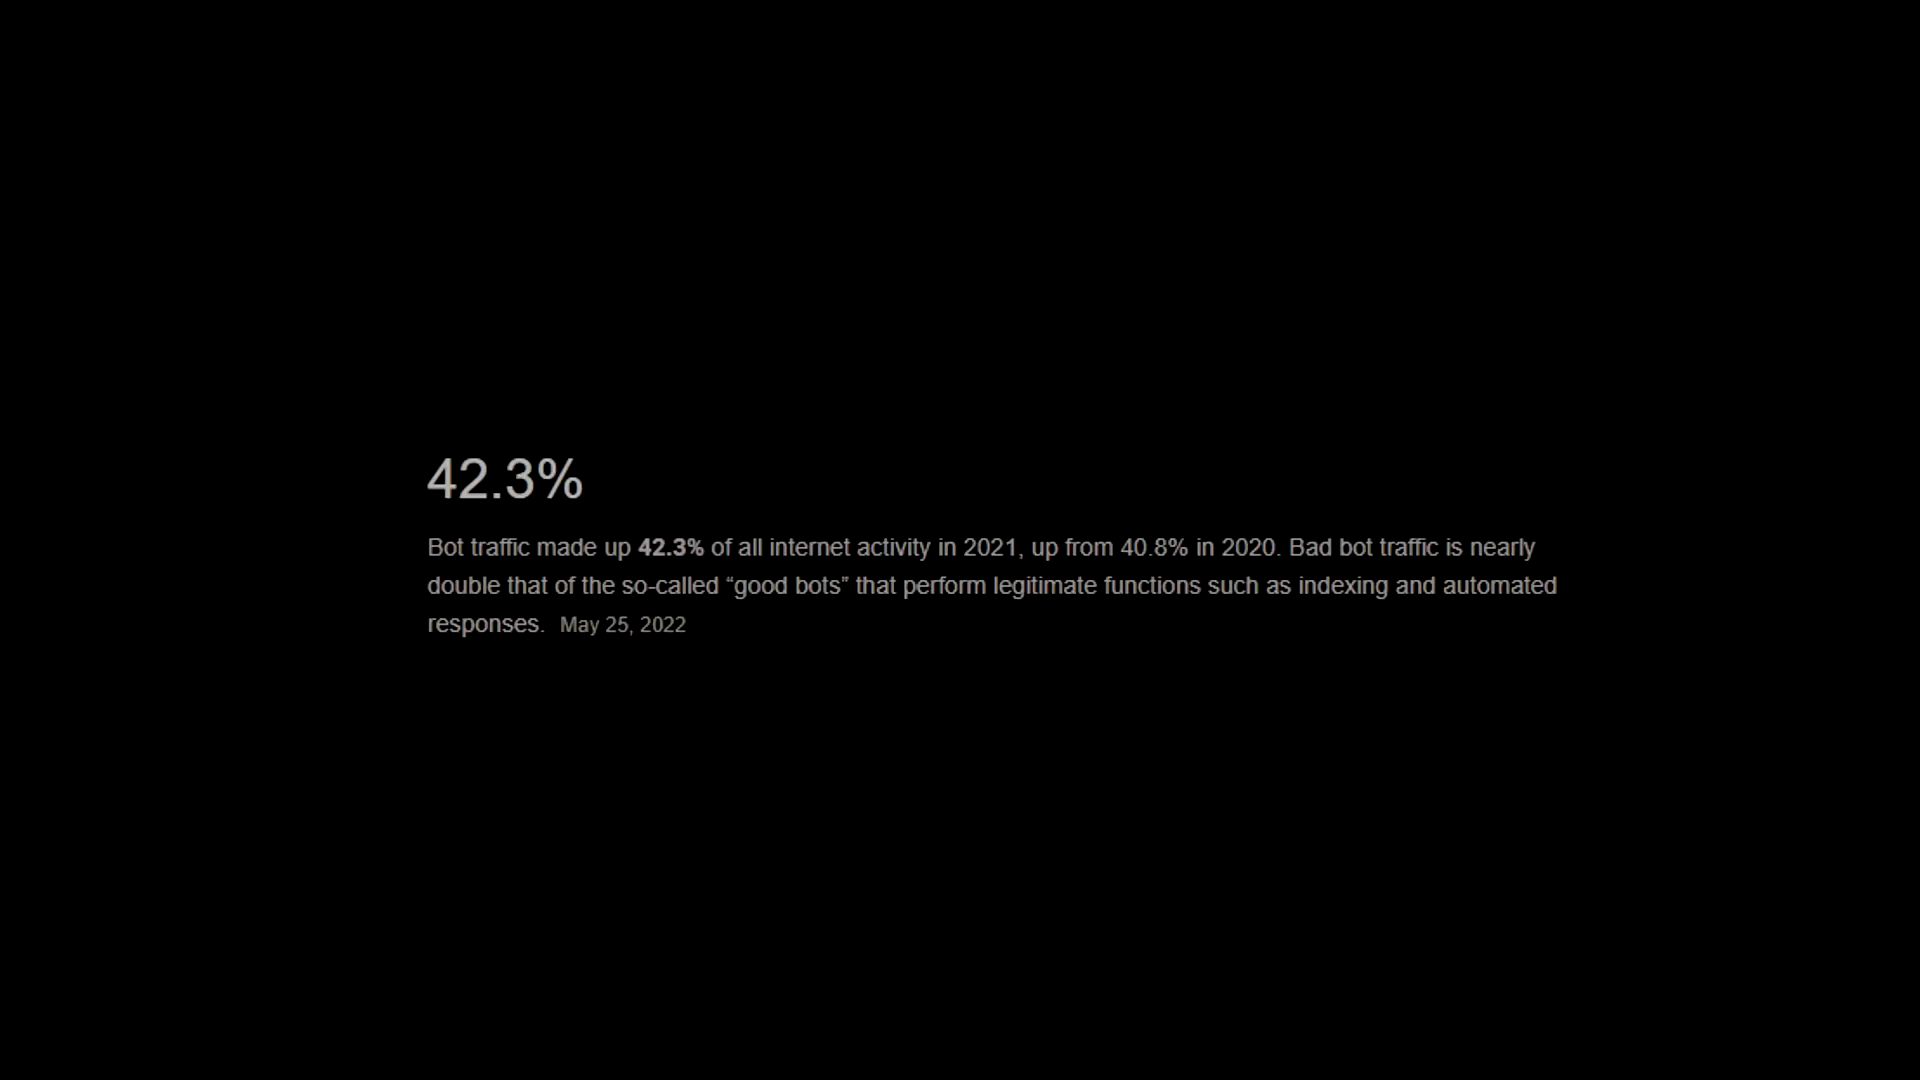 42.3%
Bot traffic made up 42.3% of all internet activity in 2021, up from 40.8% in 2020. Bad bot traffic is nearly
double that of the so-called “good bots” that perform legitimate functions such as indexing and automated
responses. May 25, 2022